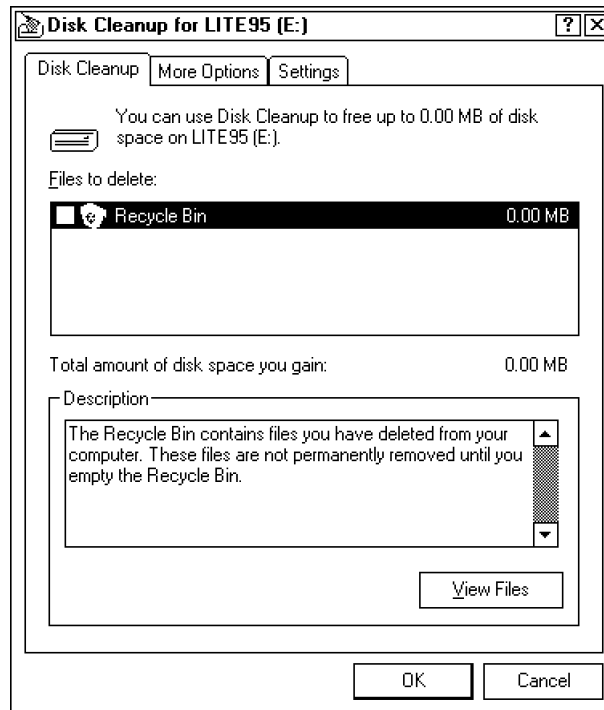 Disk Cleanup for LITE95 (E:)
Disk Cleanup More Options Settings
You can use Disk Cleanup to free up to 0.00 MB of disk
space on LITE95 (E:).
Files to delete:
Recycle Bin 0.00 MB
Total amount of disk space you gain: 0.00 MB
Description
The Recycle Bin contains files you have deleted from your
computer. These files are not permanently removed until you
empty the Recycle Bin.
View Files
OK Cancel